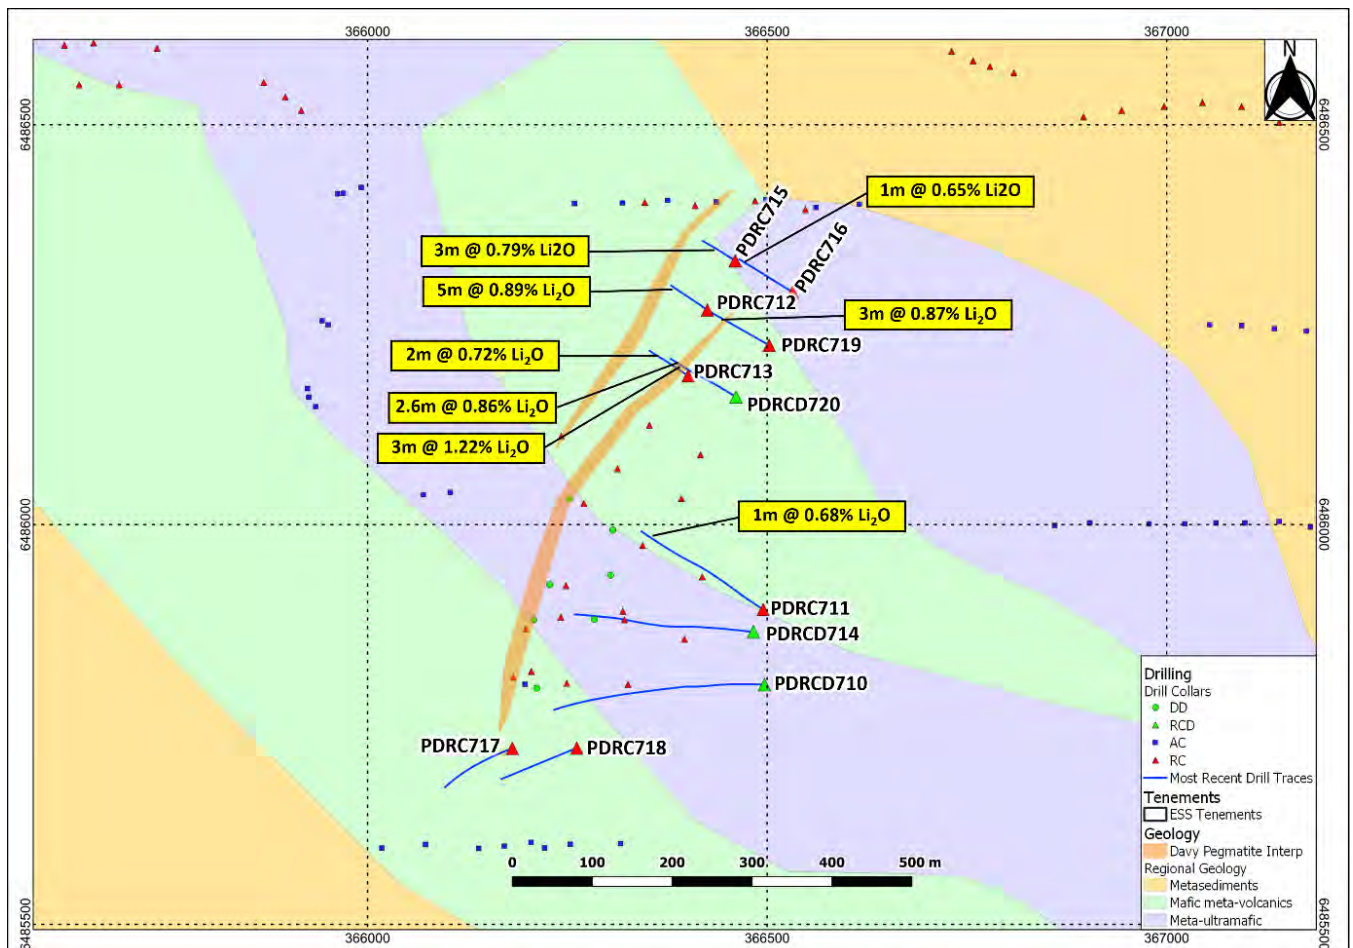 366000
366500
367000
N
6486500
6486500
1m @ 0.65% Li2O
PDRC715
PDRC716
3m @ 0.79% Li2O
5m @ 0.89% Li₂O
PDRC712
3m @ 0.87% Li₂O
PDRC719
2m @ 0.72% Li₂O
PDRC713
2.6m @ 0.86% Li₂O
PDRCD720
3m @ 1.22% Li₂O
1m @ 0.68% Li₂O
6486000
6486000
PDRC711
PDRCD714
PDRCD710
PDRC717
PDRC718
Drilling
Drill Collars
DD
RCD
AC
RC
Most Recent Drill Traces
Tenements
ESS Tenements
Geology
Davy Pegmatite Interp
Regional Geology
Metasediments
Mafic meta-volcanics
Meta-ultramafic
0 100 200 300 400 500 m
6485500
6485500
366000
366500
367000